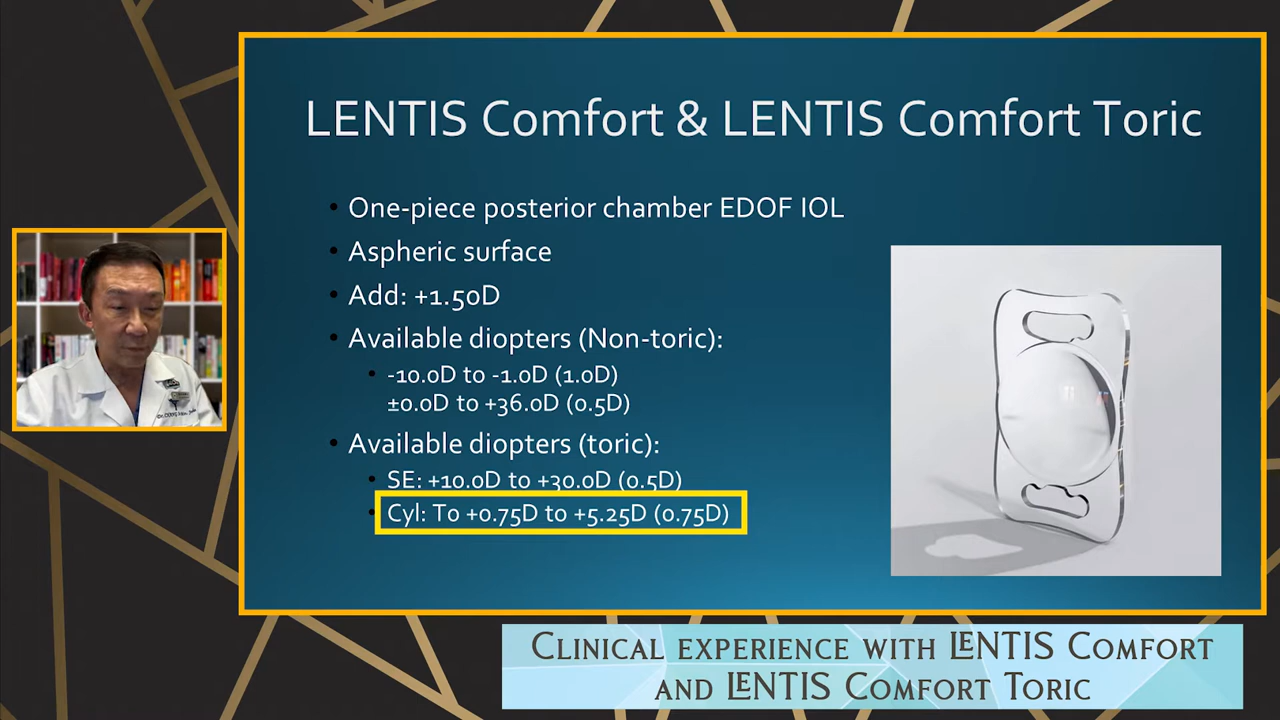 LENTIS Comfort & LENTIS Comfort Toric
• One-piece posterior chamber EDOF IOL
• Aspheric surface
• Add: +1.50D
• Available diopters (Non-toric):
• -10.0D to -1.0D (1.0D)
±0.0D to +36.0D (0.5D)
• Available diopters (toric):
• SE: +10.0D to +30.0D (0.5D)
• Cyl: T0 +0.75D to +5.25D (0.75D)
CLINICAL EXPERIENCE WITH LENTIS COMFORT
AND LENTIS COMFORT TORIC